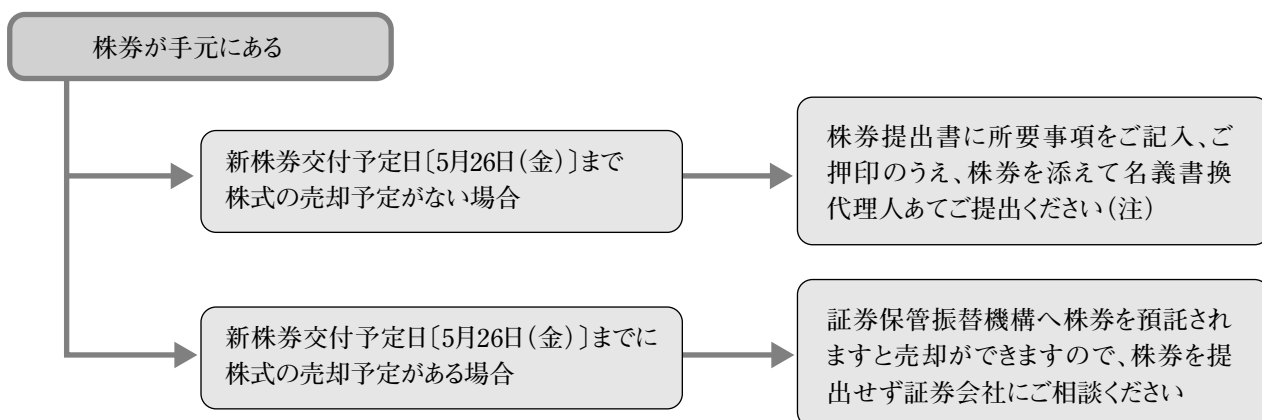 株券が手元にある
新株券交付予定日〔5月26日(金)〕まで
株式の売却予定がない場合
株券提出書に所要事項をご記入、ご
押印のうえ、株券を添えて名義書換
代理人あてご提出ください(注)
新株券交付予定日〔5月26日(金)〕までに
株式の売却予定がある場合
証券保管振替機構へ株券を預託され
ますと売却ができますので、株券を提
出せず証券会社にご相談ください